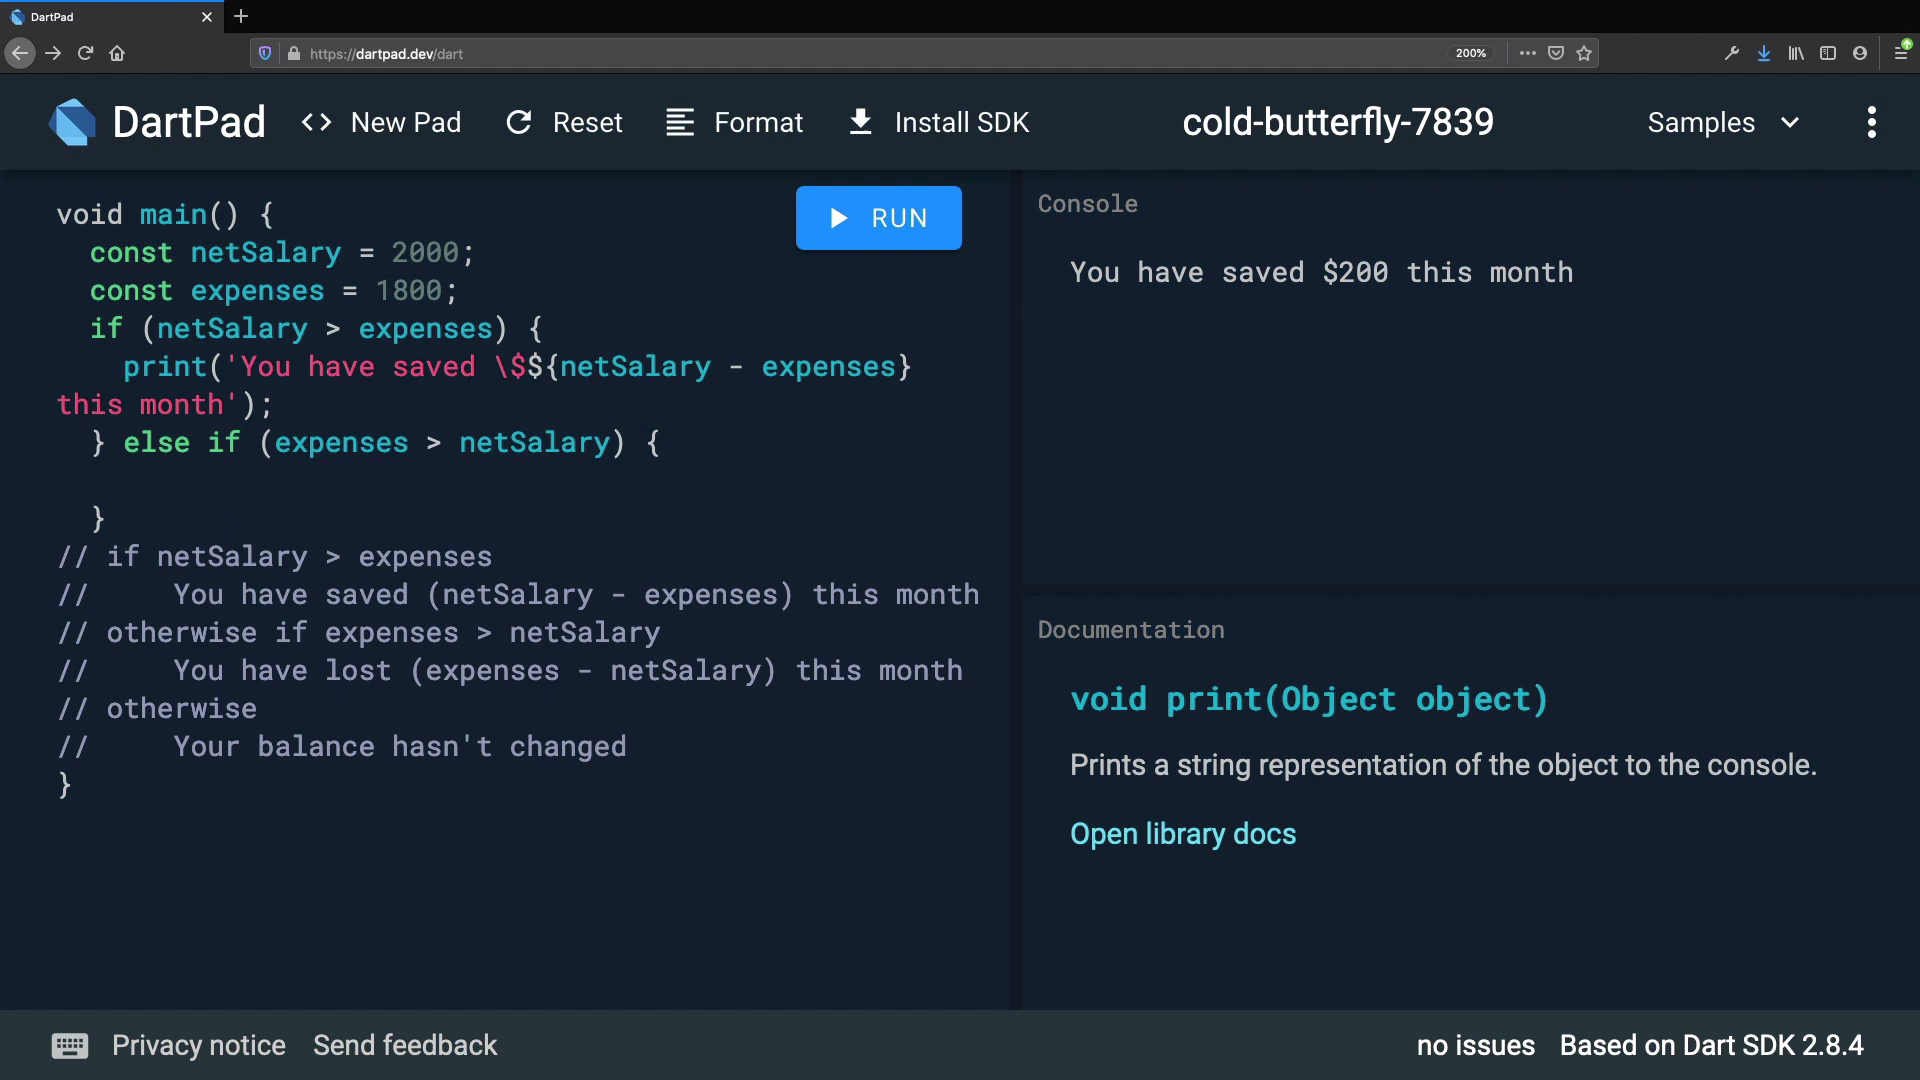 DartPad
https://dartpad.dev/dart
200%
DartPad
New Pad
Reset
Format
Install SDK
cold-butterfly-7839
Samples
void main() {
  const netSalary = 2000;
  const expenses = 1800;
  if (netSalary > expenses) {
    print('You have saved \$${netSalary - expenses}
this month');
  } else if (expenses > netSalary) {

  }
// if netSalary > expenses
//     You have saved (netSalary - expenses) this month
// otherwise if expenses > netSalary
//     You have lost (expenses - netSalary) this month
// otherwise
//     Your balance hasn't changed
}
RUN
Console
You have saved $200 this month
Documentation
void print(Object object)
Prints a string representation of the object to the console.
Open library docs
Privacy notice
Send feedback
no issues
Based on Dart SDK 2.8.4